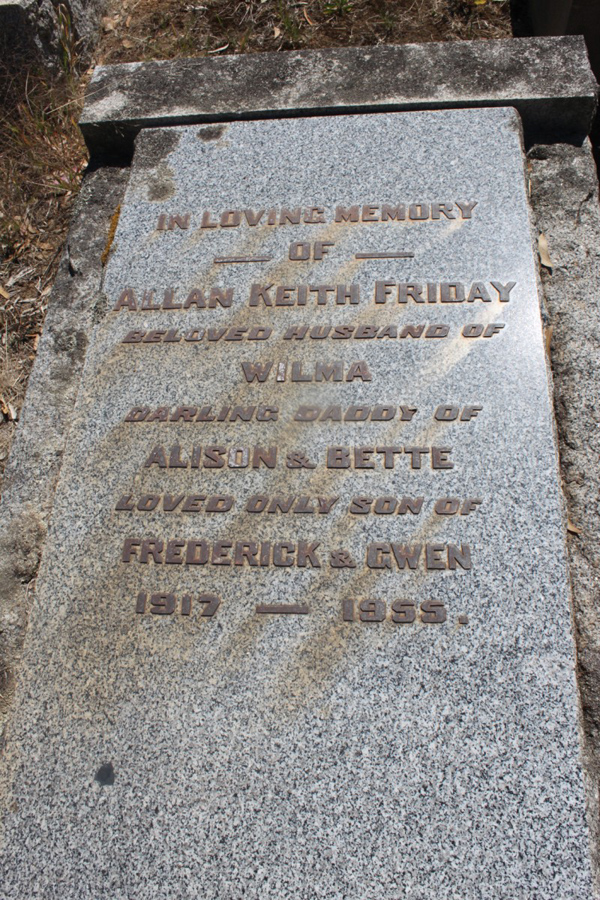 IN LOVING MEMORY
— OF —
ALLAN KEITH FRIDAY
BELOVED HUSBAND OF
WILMA
DARLING DADDY OF
ALISON & BETTE
LOVED ONLY SON OF
FREDERICK & GWEN
1917 — 1955.